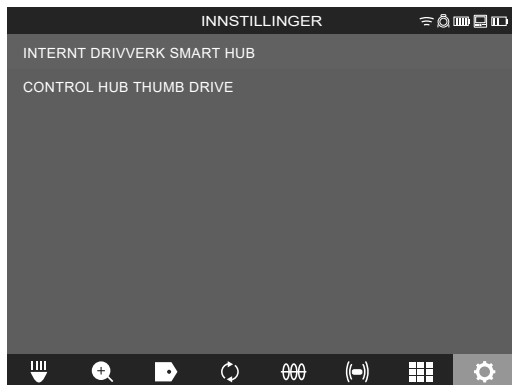 INNSTILLINGER
INTERNT DRIVVERK SMART HUB
CONTROL HUB THUMB DRIVE